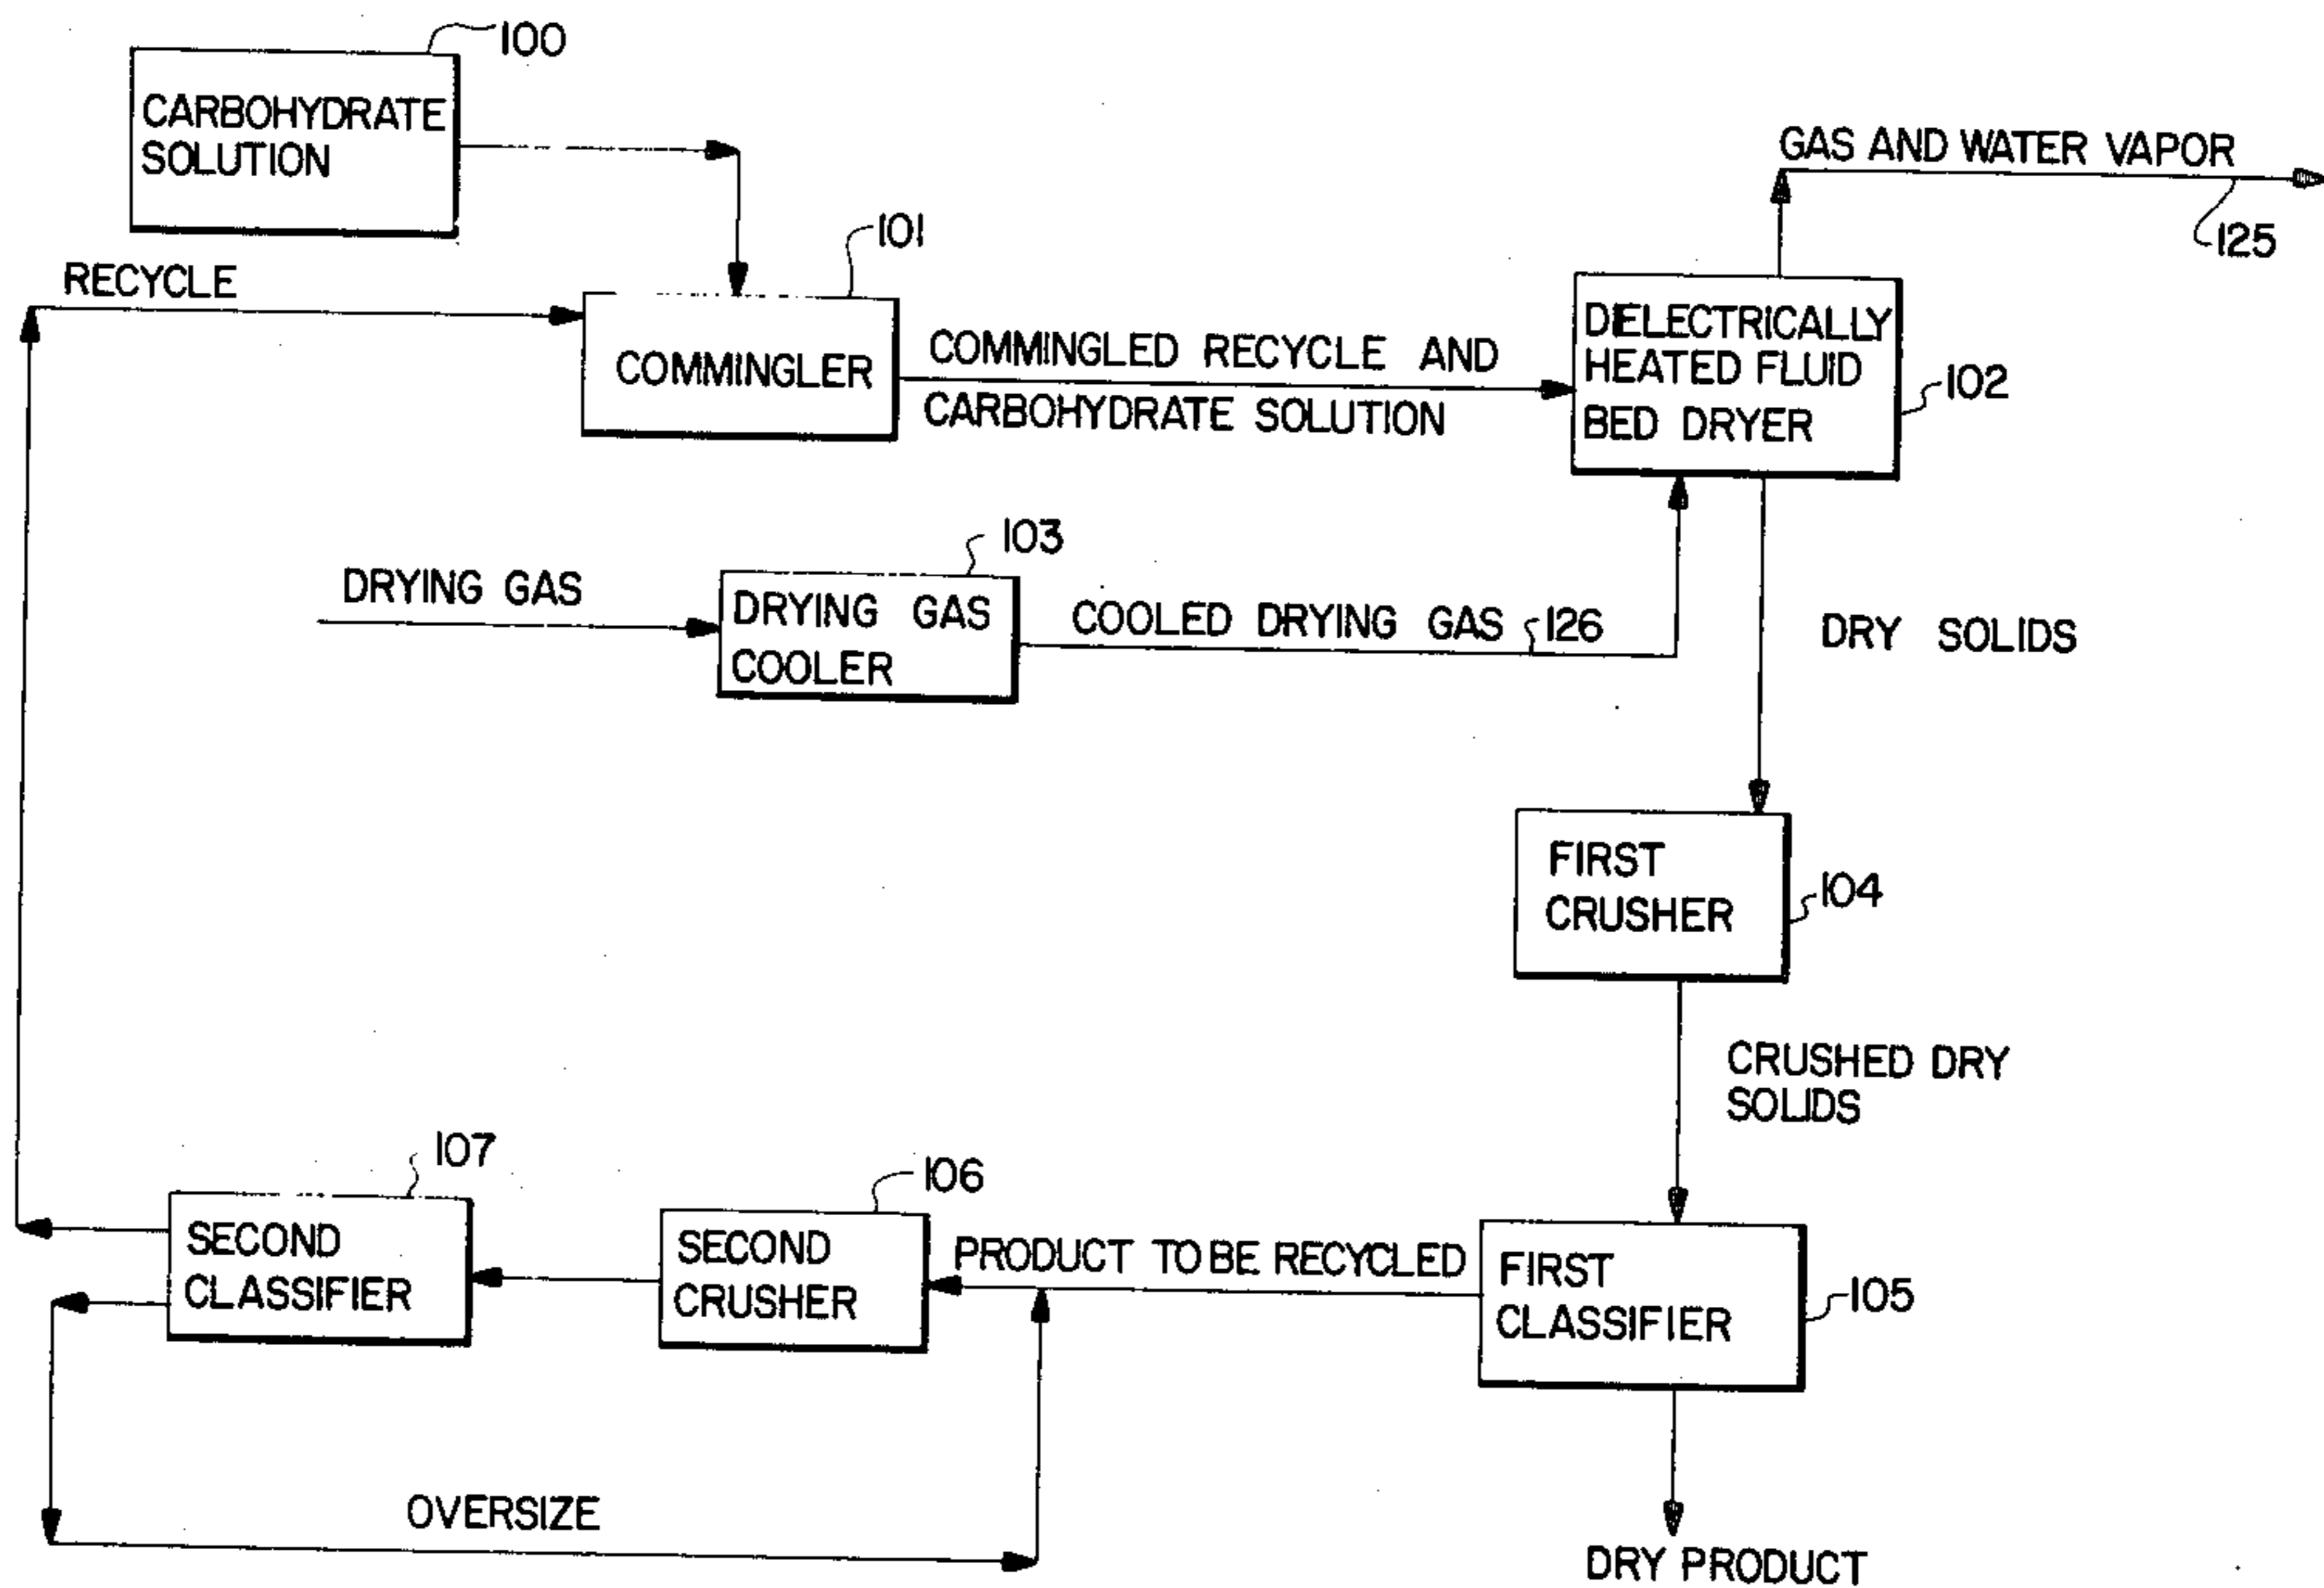 100
CARBOHYDRATE
SOLUTION
GAS AND WATER VAPOR
125
101
RECYCLE
COMMINGLER
COMMINGLED RECYCLE AND
CARBOHYDRATE SOLUTION
DIELECTRICALLY
HEATED FLUID
BED DRYER
102
103
DRYING GAS
DRYING GAS
COOLER
COOLED DRYING GAS
126
DRY SOLIDS
FIRST
CRUSHER
104
CRUSHED DRY
SOLIDS
107
SECOND
CLASSIFIER
106
SECOND
CRUSHER
PRODUCT TO BE RECYCLED
FIRST
CLASSIFIER
105
OVERSIZE
DRY PRODUCT